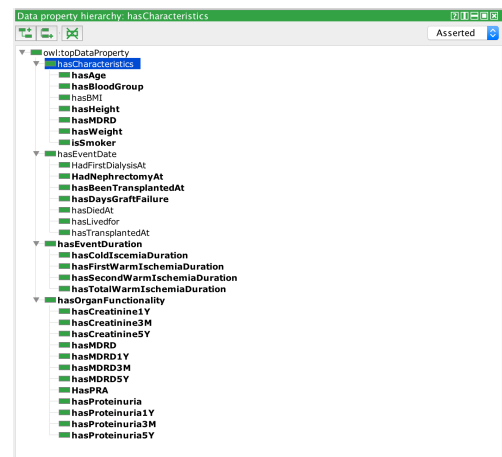 Data property hierarchy: hasCharacteristics
Asserted
owl:topDataProperty
hasCharacteristics
hasAge
hasBloodGroup
hasBMI
hasHeight
hasMDRD
hasWeight
isSmoker
hasEventDate
HadFirstDialysisAt
HadNephrectomyAt
hasBeenTransplantedAt
hasDaysGraftFailure
hasDiedAt
hasLivedfor
hasTransplantedAt
hasEventDuration
hasColdIscemiaDuration
hasFirstWarmIschemiaDuration
hasSecondWarmIschemiaDuration
hasTotalWarmIschemiaDuration
hasOrganFunctionality
hasCreatinine1Y
hasCreatinine3M
hasCreatinine5Y
hasMDRD
hasMDRD1Y
hasMDRD3M
hasMDRD5Y
HasPRA
hasProteinuria
hasProteinuria1Y
hasProteinuria3M
hasProteinuria5Y